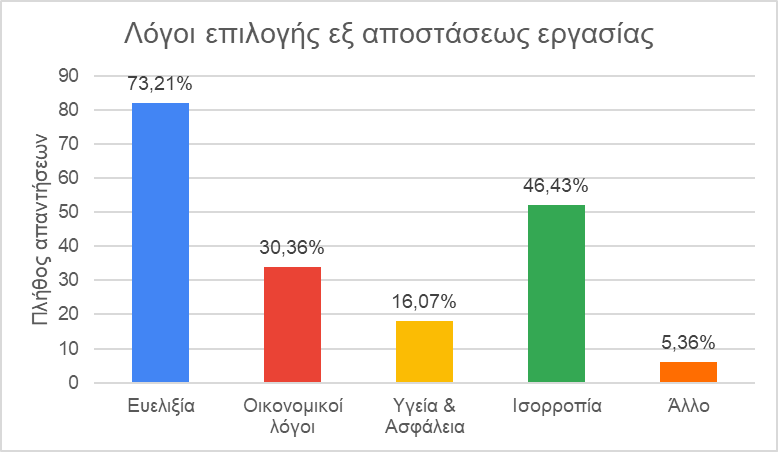 Λόγοι επιλογής εξ αποστάσεως εργασίας
Πλήθος απαντήσεων
90
80
70
60
50
40
30
20
10
0
73,21%
30,36%
16,07%
46,43%
5,36%
Ευελιξία
Οικονομικοί
λόγοι
Υγεία &
Ασφάλεια
Ισορροπία
Άλλο